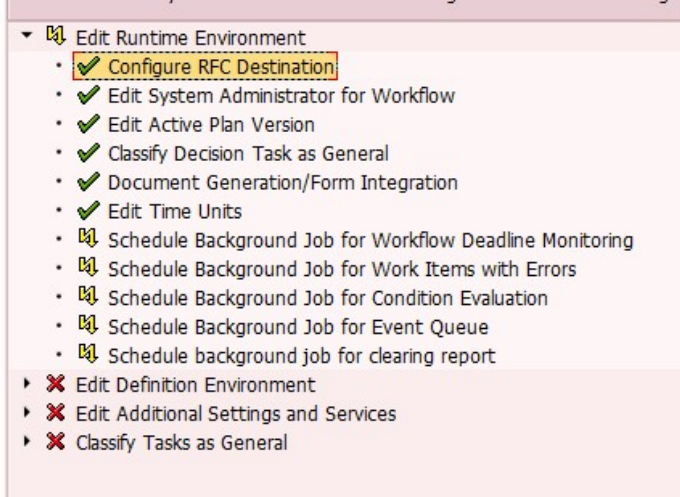 Edit Runtime Environment
Configure RFC Destination
Edit System Administrator for Workflow
Edit Active Plan Version
Classify Decision Task as General
Document Generation/Form Integration
Edit Time Units
Schedule Background Job for Workflow Deadline Monitoring
Schedule Background Job for Work Items with Errors
Schedule Background Job for Condition Evaluation
Schedule Background Job for Event Queue
Schedule background job for clearing report
Edit Definition Environment
Edit Additional Settings and Services
Classify Tasks as General